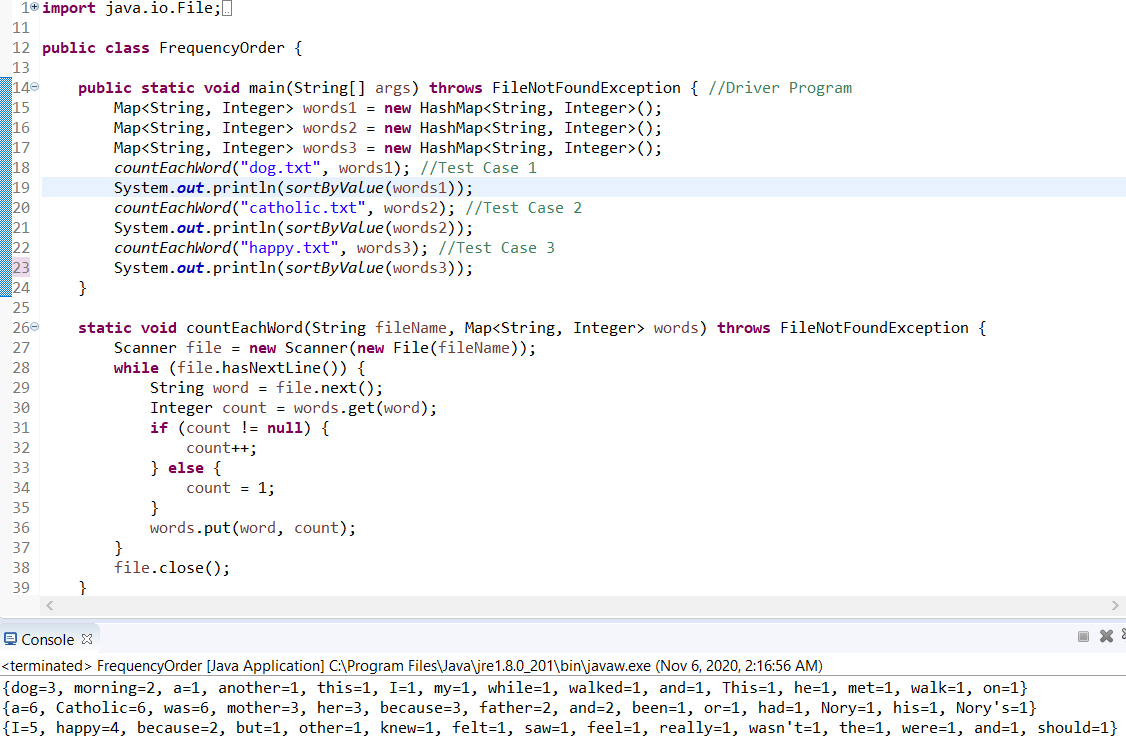 1 import java.io.File;
11
12 public class FrequencyOrder {
13
14 public static void main(String[] args) throws FileNotFoundException { //Driver Program
15 Map<String, Integer> words1 = new HashMap<String, Integer>();
16 Map<String, Integer> words2 = new HashMap<String, Integer>();
17 Map<String, Integer> words3 = new HashMap<String, Integer>();
18 countEachWord("dog.txt", words1); //Test Case 1
19 System.out.println(sortByValue(words1));
20 countEachWord("catholic.txt", words2); //Test Case 2
21 System.out.println(sortByValue(words2));
22 countEachWord("happy.txt", words3); //Test Case 3
23 System.out.println(sortByValue(words3));
24 }
25
26 static void countEachWord(String fileName, Map<String, Integer> words) throws FileNotFoundException {
27 Scanner file = new Scanner(new File(fileName));
28 while (file.hasNextLine()) {
29 String word = file.next();
30 Integer count = words.get(word);
31 if (count != null) {
32 count++;
33 } else {
34 count = 1;
35 }
36 words.put(word, count);
37 }
38 file.close();
39 }
Console
<terminated> FrequencyOrder [Java Application] C:\Program Files\Java\jre1.8.0_201\bin\javaw.exe (Nov 6, 2020, 2:16:56 AM)
{dog=3, morning=2, a=1, another=1, this=1, I=1, my=1, while=1, walked=1, and=1, This=1, he=1, met=1, walk=1, on=1}
{a=6, Catholic=6, was=6, mother=3, her=3, because=3, father=2, and=2, been=1, or=1, had=1, Nory=1, his=1, Nory's=1}
{I=5, happy=4, because=2, but=1, other=1, knew=1, felt=1, saw=1, feel=1, really=1, wasn't=1, the=1, were=1, and=1, should=1}